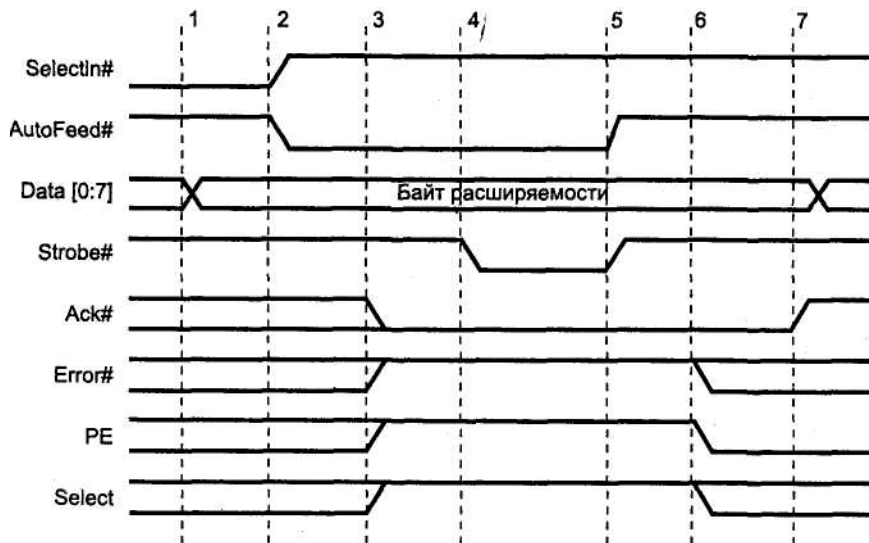 1 2 3 4 5 6 7
SelectIn#
AutoFeed#
Data [0:7] Байт расширяемости
Strobe#
Ack#
Error#
PE
Select